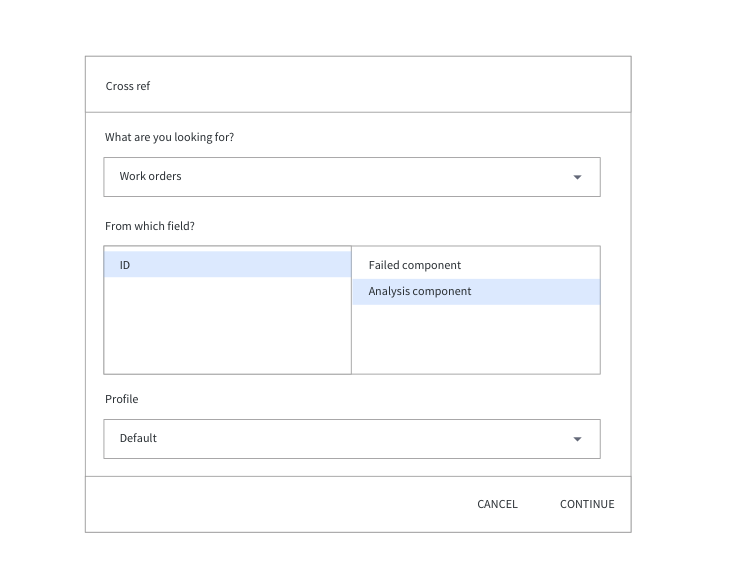 Cross ref
What are you looking for?
Work orders
From which field?
ID
Failed component
Analysis component
Profile
Default
CANCEL CONTINUE